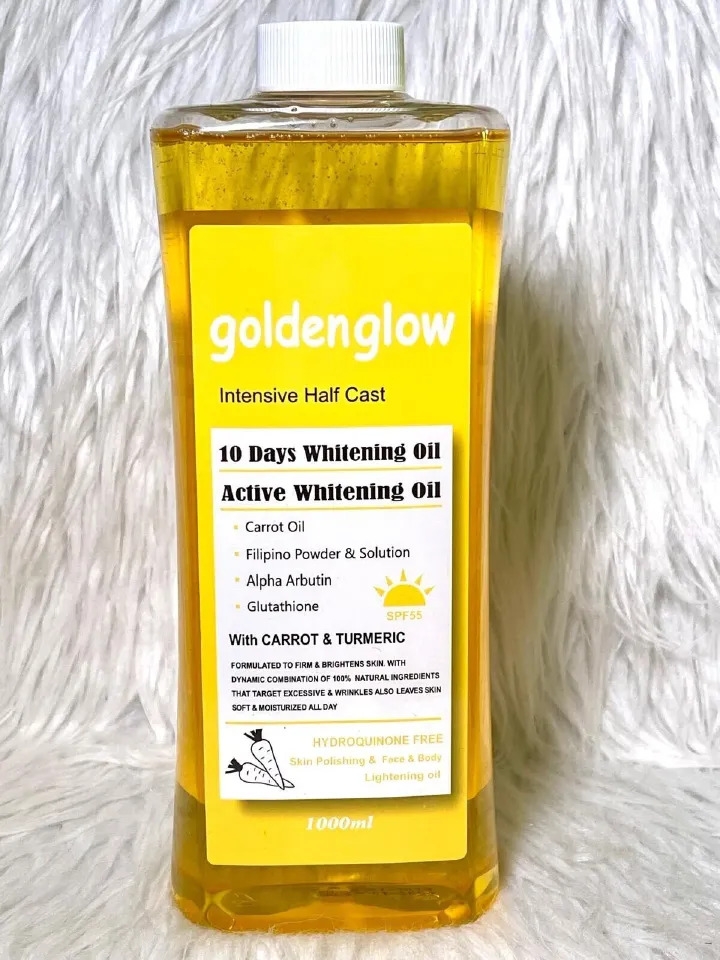 goldenglow
Intensive Half Cast
10 Days Whitening Oil
Active Whitening Oil
Carrot Oil
Filipino Powder & Solution
Alpha Arbutin
Glutathione
SPF55
With CARROT & TURMERIC
FORMULATED TO FIRM & BRIGHTENS SKIN. WITH
DYNAMIC COMBINATION OF 100% NATURAL INGREDIENTS
THAT TARGET EXCESSIVE & WRINKLES ALSO LEAVES SKIN
SOFT & MOISTURIZED ALL DAY
HYDROQUINONE FREE
Skin Polishing & Face & Body
Lightening oil
1000ml